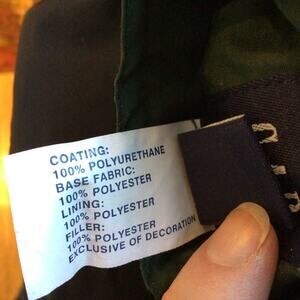 COATING:
100% POLYURETHANE
BASE FABRIC:
100% POLYESTER
LINING:
100% POLYESTER
FILLER:
100% POLYESTER
EXCLUSIVE OF DECORATION